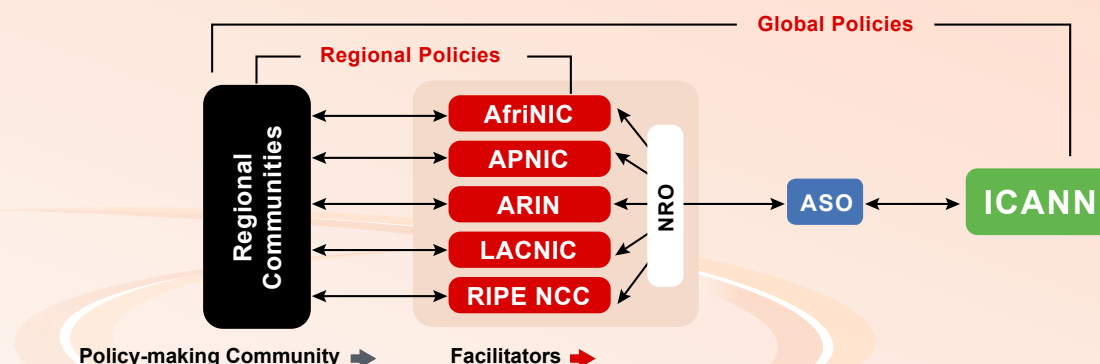 Global Policies
Regional Policies
Regional
Communities
AfriNIC
APNIC
ARIN
LACNIC
RIPE NCC
NRO
ASO
ICANN
Policy-making Community
Facilitators